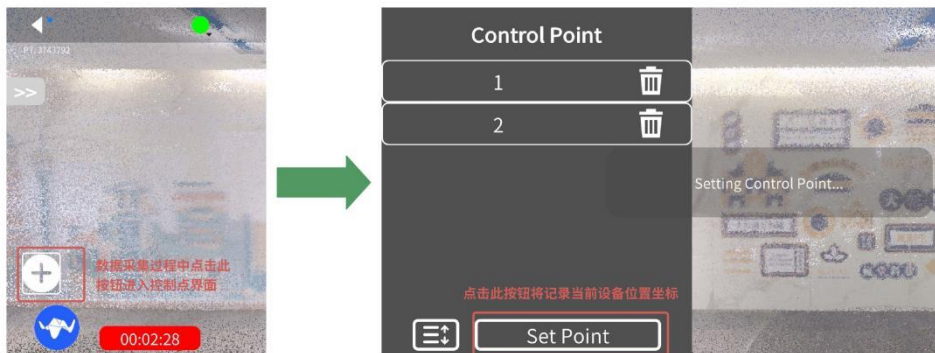 PT: 3743792
>>
数据采集过程中点击此
按钮进入控制点界面
00:02:28
Control Point
1
2
Setting Control Point...
点击此按钮将记录当前设备位置坐标
Set Point